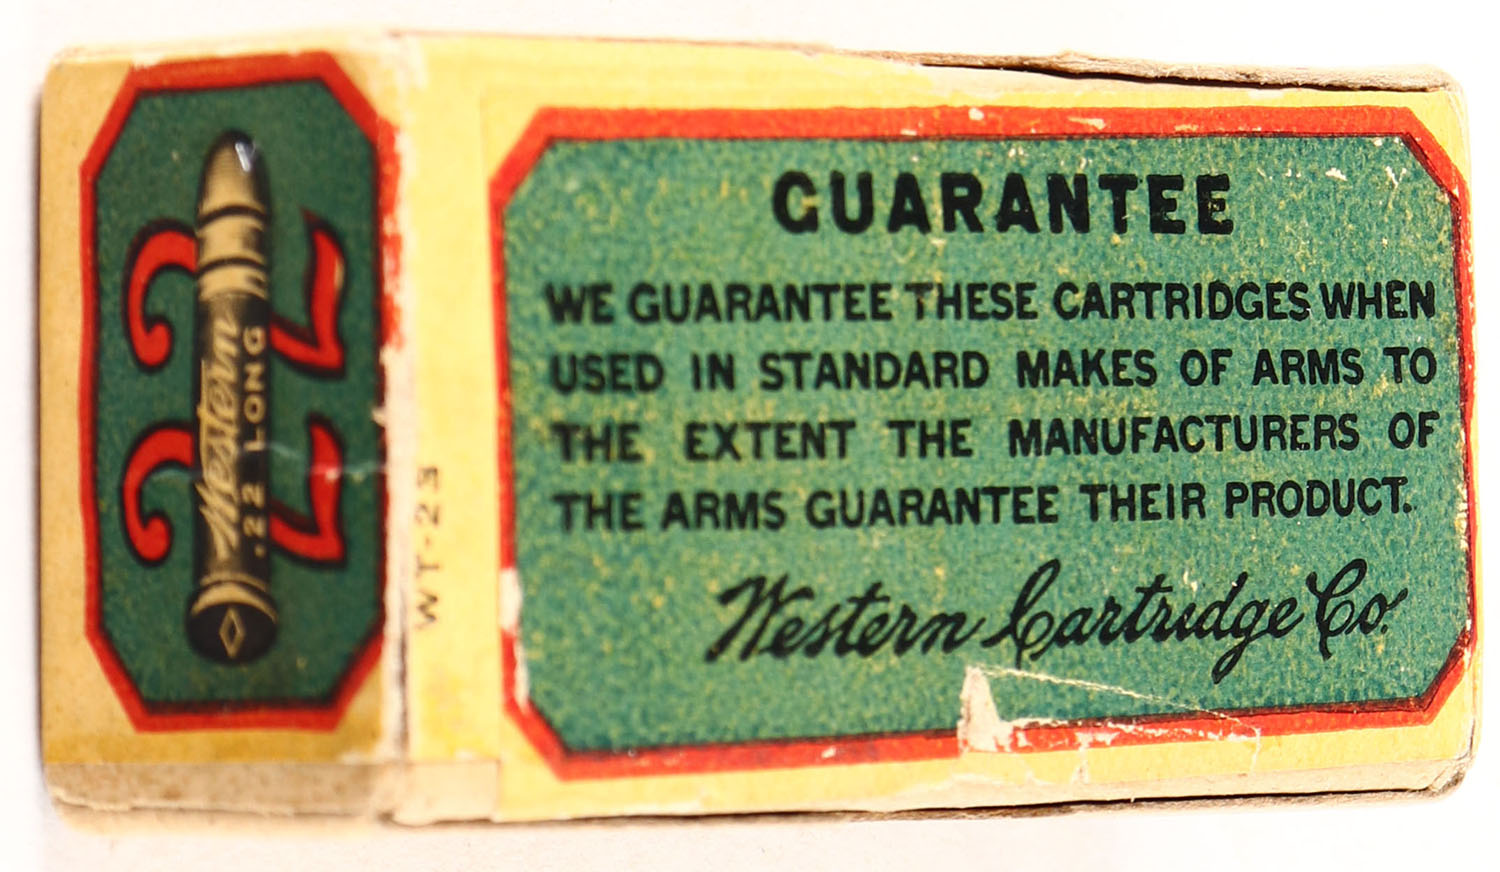 22
Western
.22 LONG
WT-23
GUARANTEE
WE GUARANTEE THESE CARTRIDGES WHEN
USED IN STANDARD MAKES OF ARMS TO
THE EXTENT THE MANUFACTURERS OF
THE ARMS GUARANTEE THEIR PRODUCT.
Western Cartridge Co.